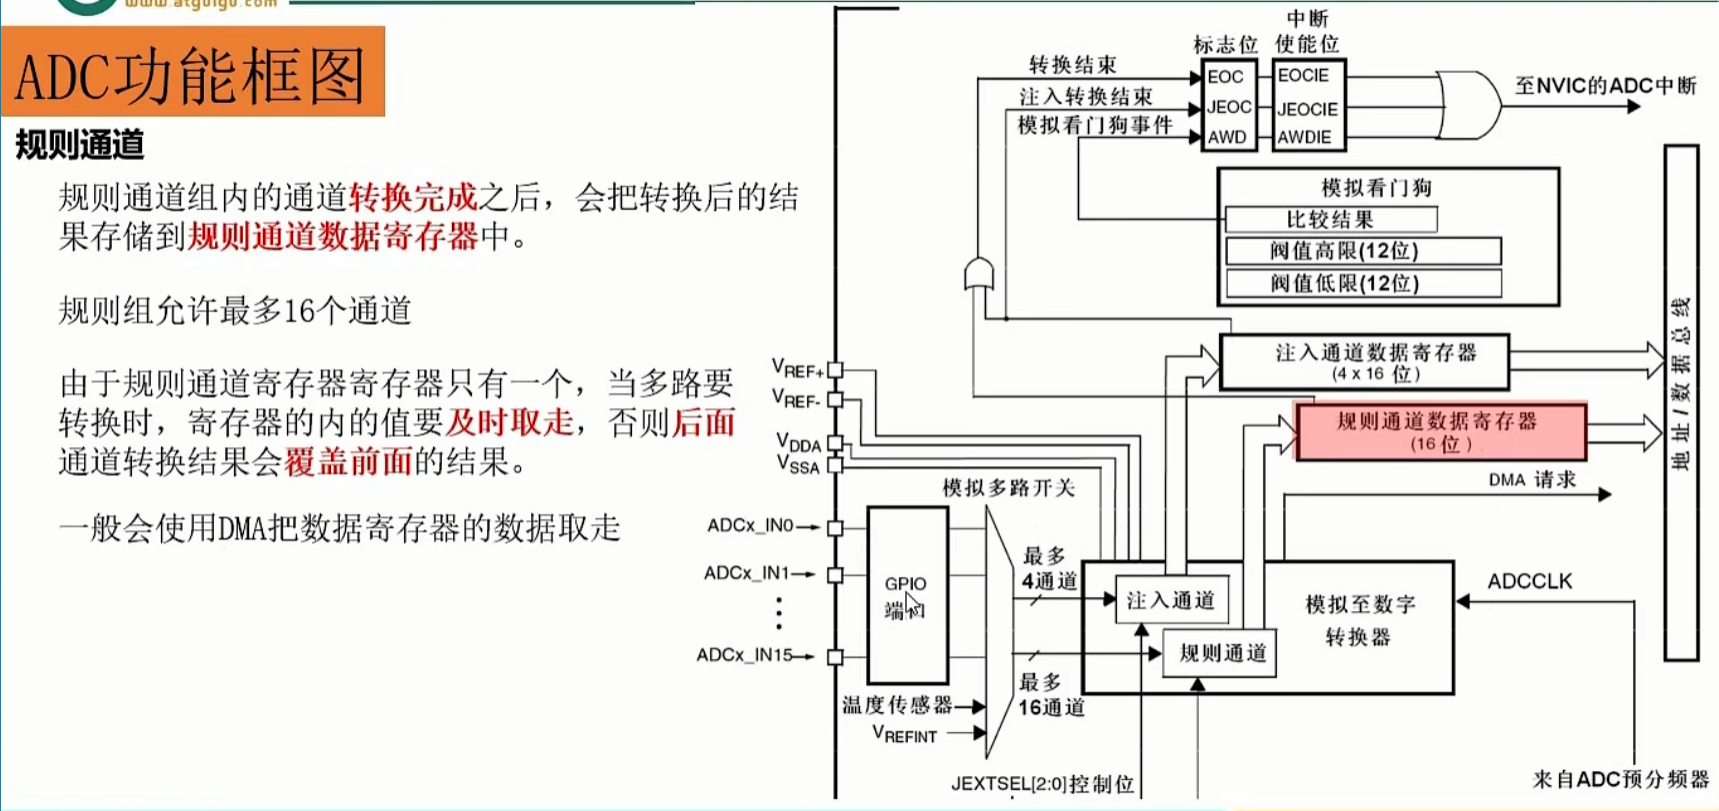 www.atguigu.com
ADC功能框图
规则通道
规则通道组内的通道转换完成之后，会把转换后的结
果存储到规则通道数据寄存器中。
规则组允许最多16个通道
由于规则通道寄存器寄存器只有一个，当多路要
转换时，寄存器的内的值要及时取走，否则后面
通道转换结果会覆盖前面的结果。
一般会使用DMA把数据寄存器的数据取走
中断
标志位 使能位
转换结束
EOC
EOCIE
注入转换结束
JEOC
JEOCIE
模拟看门狗事件
AWD
AWDIE
至NVIC的ADC中断
模拟看门狗
比较结果
阀值高限(12位)
阀值低限(12位)
注入通道数据寄存器
(4 x 16 位)
规则通道数据寄存器
(16 位 )
地址/数据总线
DMA 请求
VREF+
VREF-
VDDA
VSSA
模拟多路开关
ADCx_IN0
ADCx_IN1
ADCx_IN15
GPIO
端口
温度传感器
VREFINT
最多
4通道
最多
16通道
注入通道
规则通道
模拟至数字
转换器
ADCCLK
JEXTSEL[2:0]控制位
来自ADC预分频器